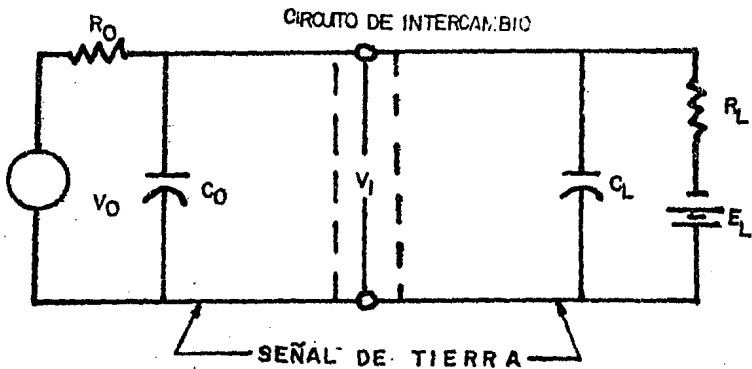 CIRCUITO DE INTERCAMBIO
RO
RL
VO
CO
VI
CL
EL
SEÑAL DE TIERRA